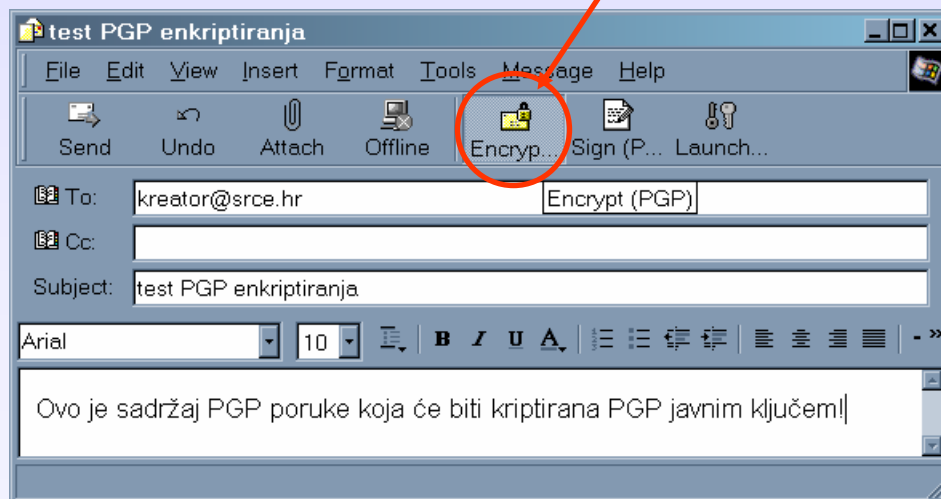 test PGP enkriptiranja
File Edit View Insert Format Tools Message Help
Send Undo Attach Offline Encryp... Sign (P... Launch...
To: kreator@srce.hr Encrypt (PGP)
Cc:
Subject: test PGP enkriptiranja
Arial 10 B I U A
Ovo je sadržaj PGP poruke koja će biti kriptirana PGP javnim ključem!